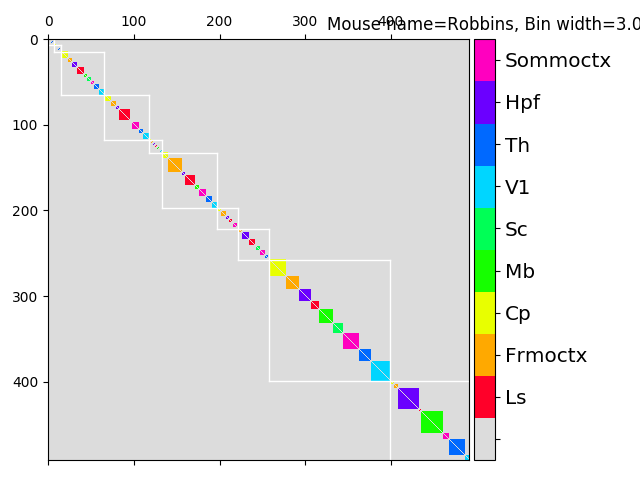 Mouse name=Robbins, Bin width=3.0
0 100 200 300 400
0
100
200
300
400
Sommoctx
Hpf
Th
V1
Sc
Mb
Cp
Frmoctx
Ls